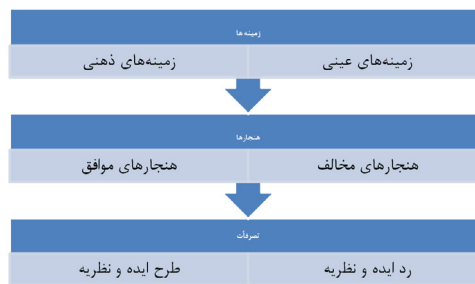 زمینه‌ها
زمینه‌های عینی
زمینه‌های ذهنی
هنجارها
هنجارهای مخالف
هنجارهای موافق
تصرفات
رد ایده و نظریه
طرح ایده و نظریه